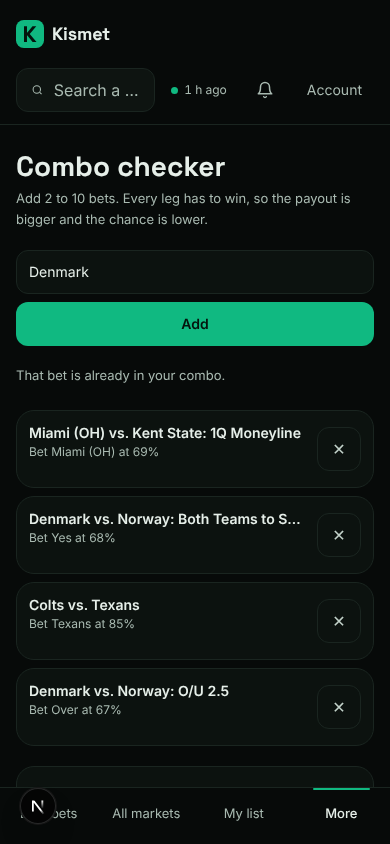 K Kismet
Search a ...
1 h ago
Account
Combo checker
Add 2 to 10 bets. Every leg has to win, so the payout is
bigger and the chance is lower.
Denmark
Add
That bet is already in your combo.
Miami (OH) vs. Kent State: 1Q Moneyline
Bet Miami (OH) at 69%
Denmark vs. Norway: Both Teams to S...
Bet Yes at 68%
Colts vs. Texans
Bet Texans at 85%
Denmark vs. Norway: O/U 2.5
Bet Over at 67%
N
bets
All markets
My list
More